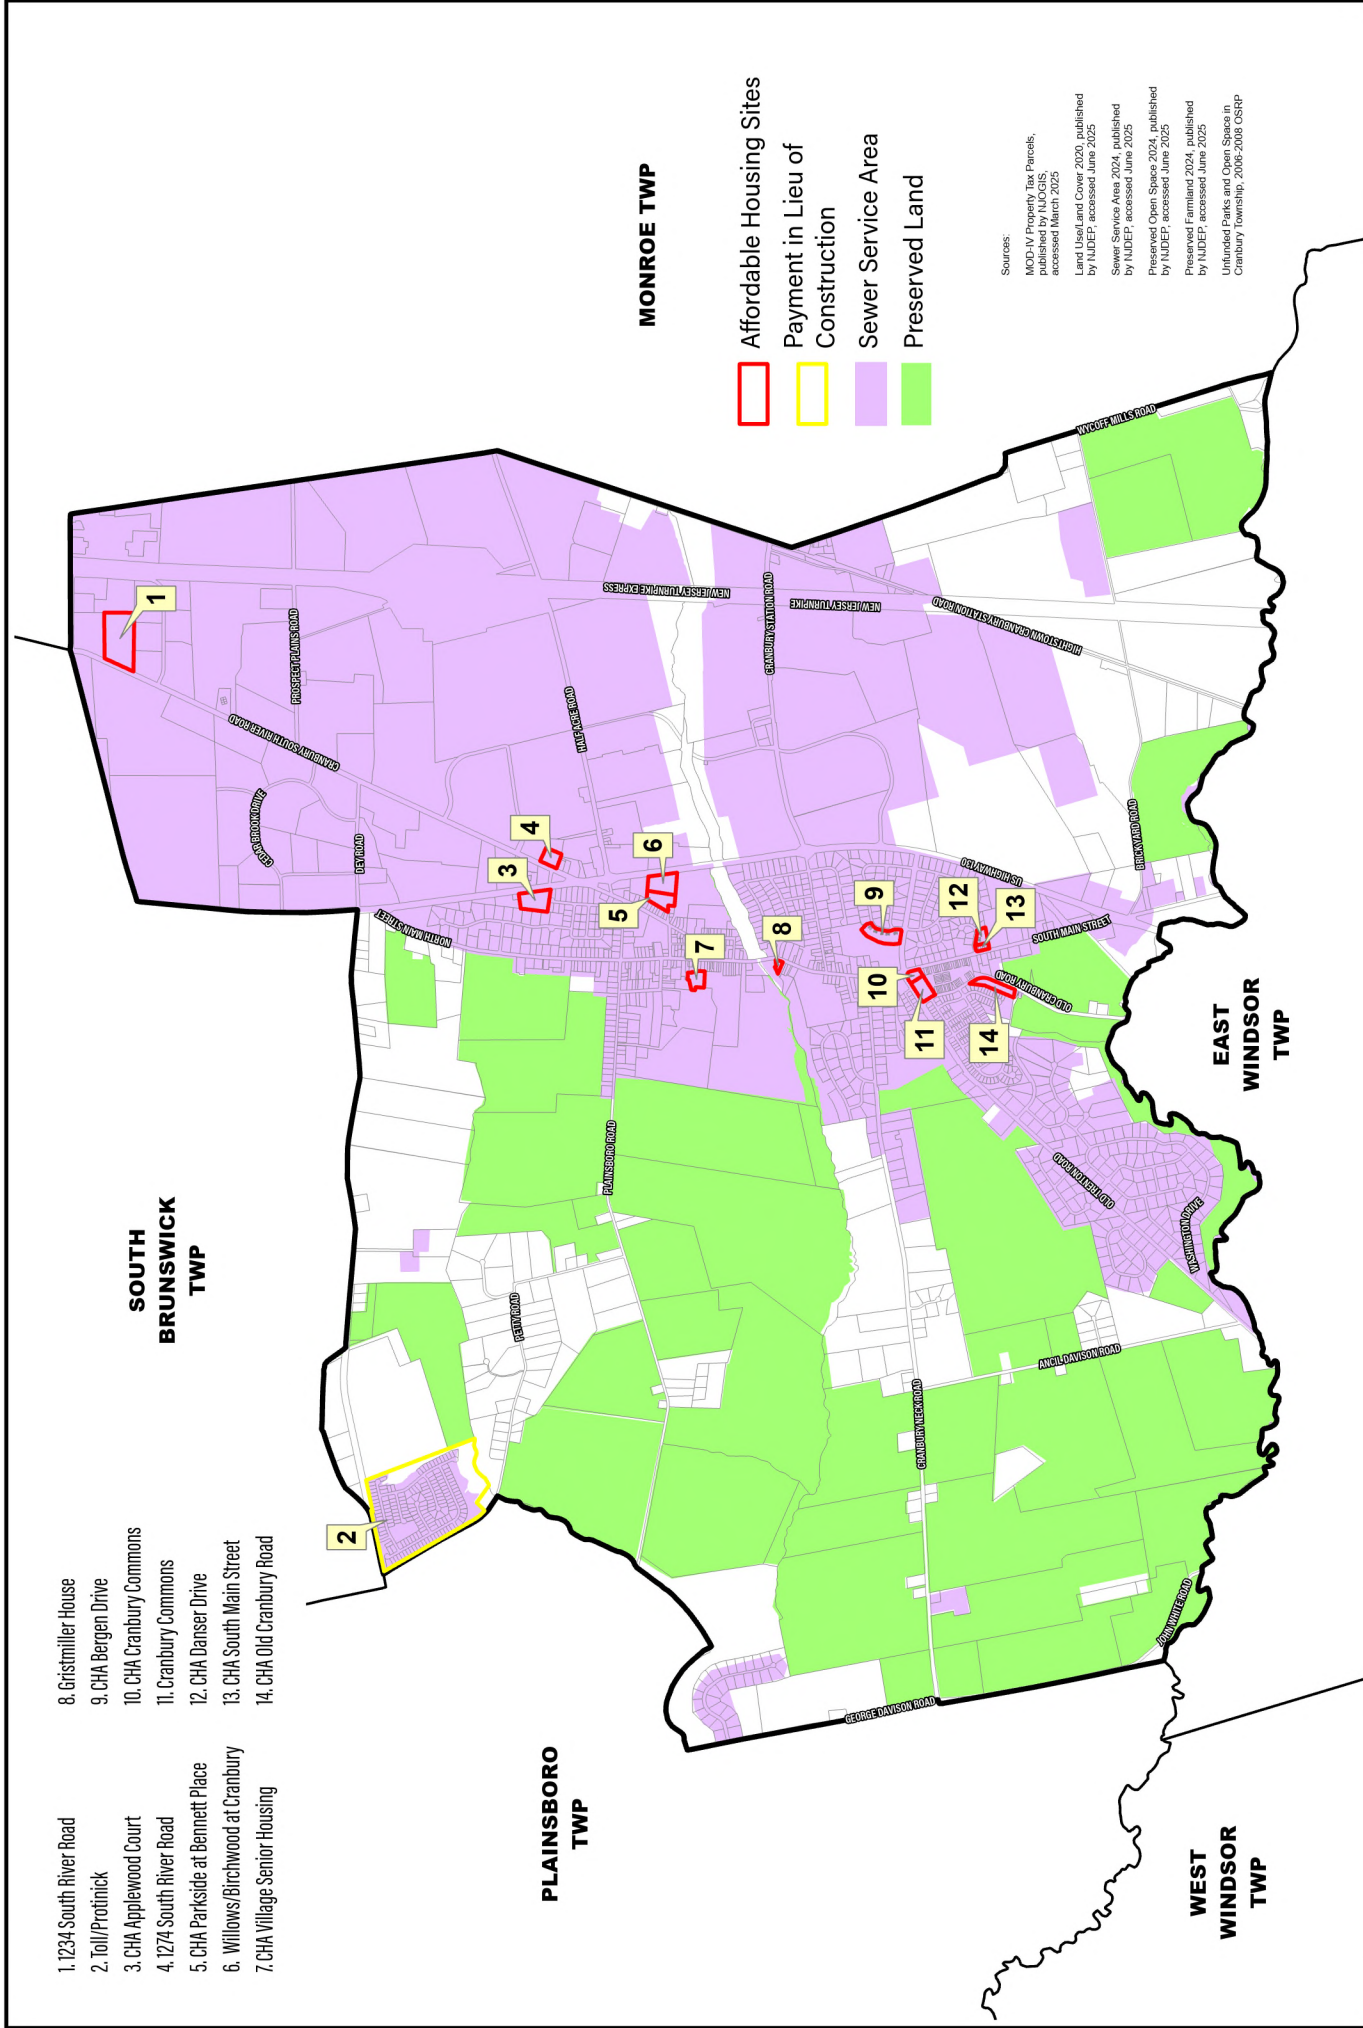 1. 1234 South River Road
2. Toll/Protinick
3. CHA Applewood Court
4. 1274 South River Road
5. CHA Parkside at Bennett Place
6. Willows/Birchwood at Cranbury
7. CHA Village Senior Housing
8. Gristmiller House
9. CHA Bergen Drive
10. CHA Cranbury Commons
11. Cranbury Commons
12. CHA Danser Drive
13. CHA South Main Street
14. CHA Old Cranbury Road
SOUTH
BRUNSWICK
TWP
PLAINSBORO
TWP
WEST
WINDSOR
TWP
EAST
WINDSOR
TWP
MONROE TWP
Affordable Housing Sites
Payment in Lieu of
Construction
Sewer Service Area
Preserved Land
Sources:
MOD-IV Property Tax Parcels,
published by NJOGIS,
accessed March 2025
Land Use/Land Cover 2020, published
by NJDEP, accessed June 2025
Sewer Service Area 2024, published
by NJDEP, accessed June 2025
Preserved Open Space 2024, published
by NJDEP, accessed June 2025
Preserved Farmland 2024, published
by NJDEP, accessed June 2025
Unfunded Parks and Open Space in
Cranbury Township, 2006-2008 OSRP
1
2
3
4
5
6
7
8
9
10
11
12
13
14
CRANBURY SOUTH RIVER ROAD
PROSPECT PLAINS ROAD
CEDAR BROOK DRIVE
DEY ROAD
NORTH MAIN STREET
HALF ACRE ROAD
NEW JERSEY TURNPIKE EXPRESS
CRANBURY STATION ROAD
NEW JERSEY TURNPIKE
NEW JERSEY TURNPIKE
HIGHTSTOWN CRANBURY STATION ROAD
WYCOFF MILLS ROAD
US HIGHWAY 130
BRICK YARD ROAD
SOUTH MAIN STREET
OLD CRANBURY ROAD
PLAINSBORO ROAD
PETTY ROAD
OLD TRENTON ROAD
WASHINGTON DRIVE
ANCIL DAVISON ROAD
CRANBURY NECK ROAD
JOHN WHITE ROAD
GEORGE DAVISON ROAD